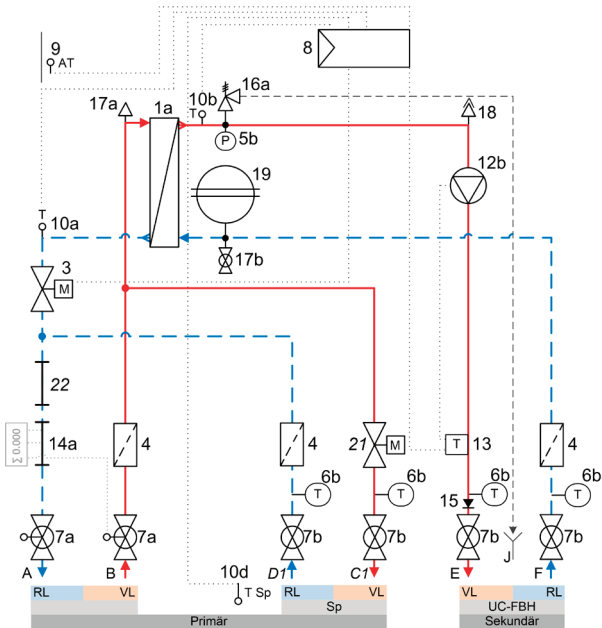 9
AT
8
16a
17a
1a
10b
T
18
P
5b
12b
19
T
10a
3
17b
M
22
Σ 0.000
14a
4
4
21
M
T
13
4
6b
T
6b
T
15
6b
T
6b
T
7a
7a
7b
7b
7b
J
7b
A
B
10d
T Sp
D1
C1
E
F
RL
VL
RL
VL
VL
RL
Sp
UC-FBH
Primär
Sekundär